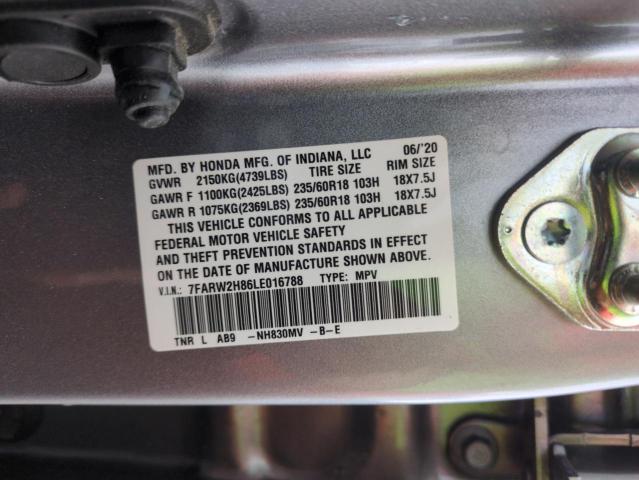 MFD. BY HONDA MFG. OF INDIANA, LLC 06/'20
GVWR 2150KG(4739LBS) TIRE SIZE RIM SIZE
GAWR F 1100KG(2425LBS) 235/60R18 103H 18X7.5J
GAWR R 1075KG(2369LBS) 235/60R18 103H 18X7.5J
THIS VEHICLE CONFORMS TO ALL APPLICABLE
FEDERAL MOTOR VEHICLE SAFETY
AND THEFT PREVENTION STANDARDS IN EFFECT
ON THE DATE OF MANUFACTURE SHOWN ABOVE.
V.I.N.: 7FARW2H86LE016788 TYPE: MPV
TNR L AB9 -NH830MV -B-E